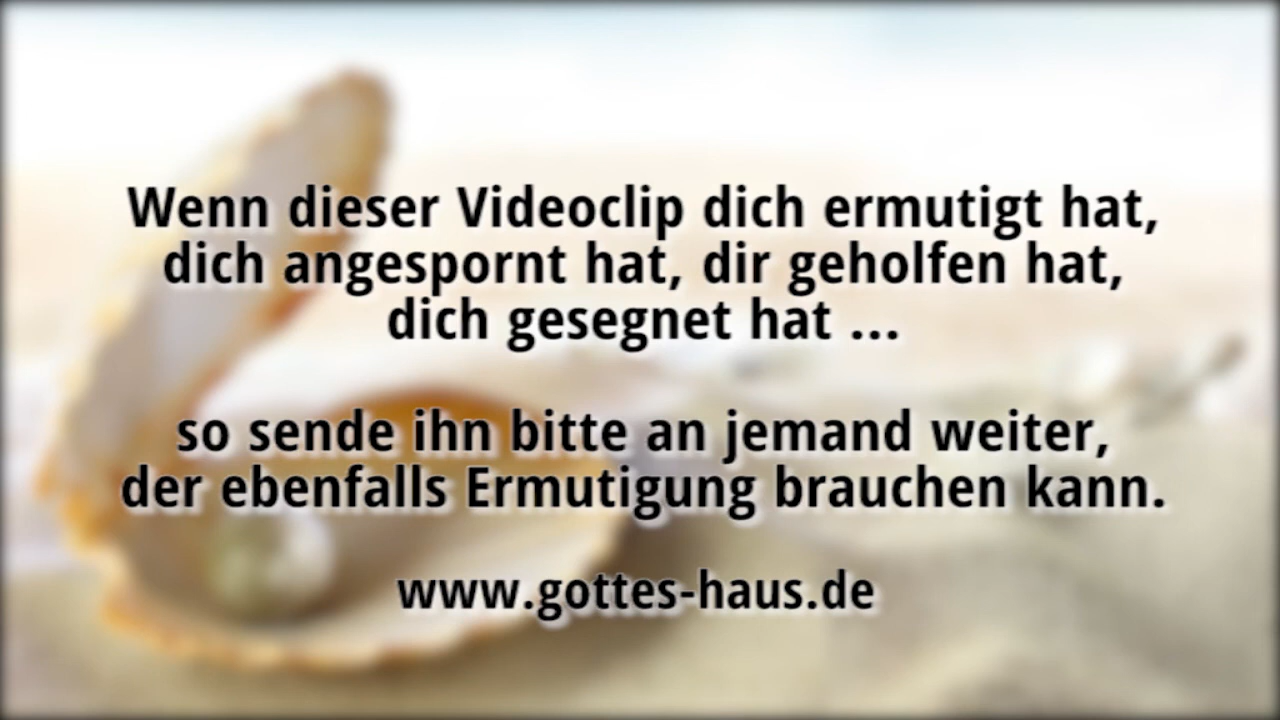 Wenn dieser Videoclip dich ermutigt hat,
dich angespornt hat, dir geholfen hat,
dich gesegnet hat ...
so sende ihn bitte an jemand weiter,
der ebenfalls Ermutigung brauchen kann.
www.gottes-haus.de